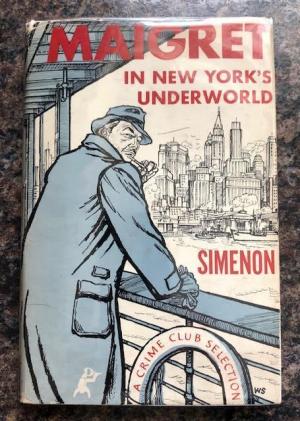 MAIGRET
IN NEW YORK'S
UNDERWORLD
SIMENON
A CRIME CLUB SELECTION
WS